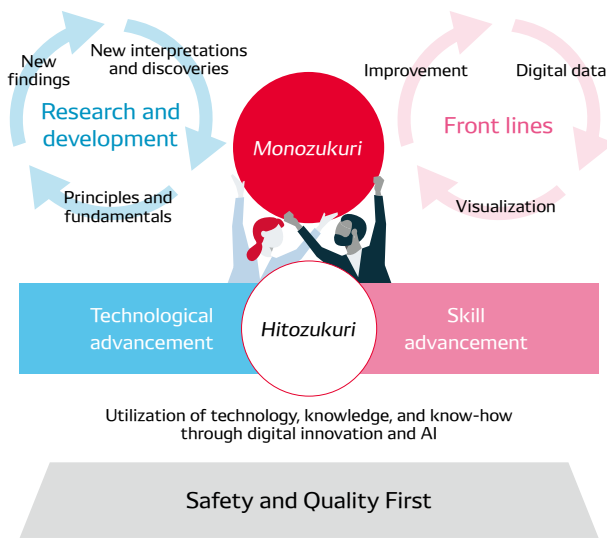 New
findings
New interpretations
and discoveries
Research and
development
Principles and
fundamentals
Monozukuri
Improvement
Digital data
Front lines
Visualization
Technological
advancement
Hitozukuri
Skill
advancement
Utilization of technology, knowledge, and know-how
through digital innovation and AI
Safety and Quality First